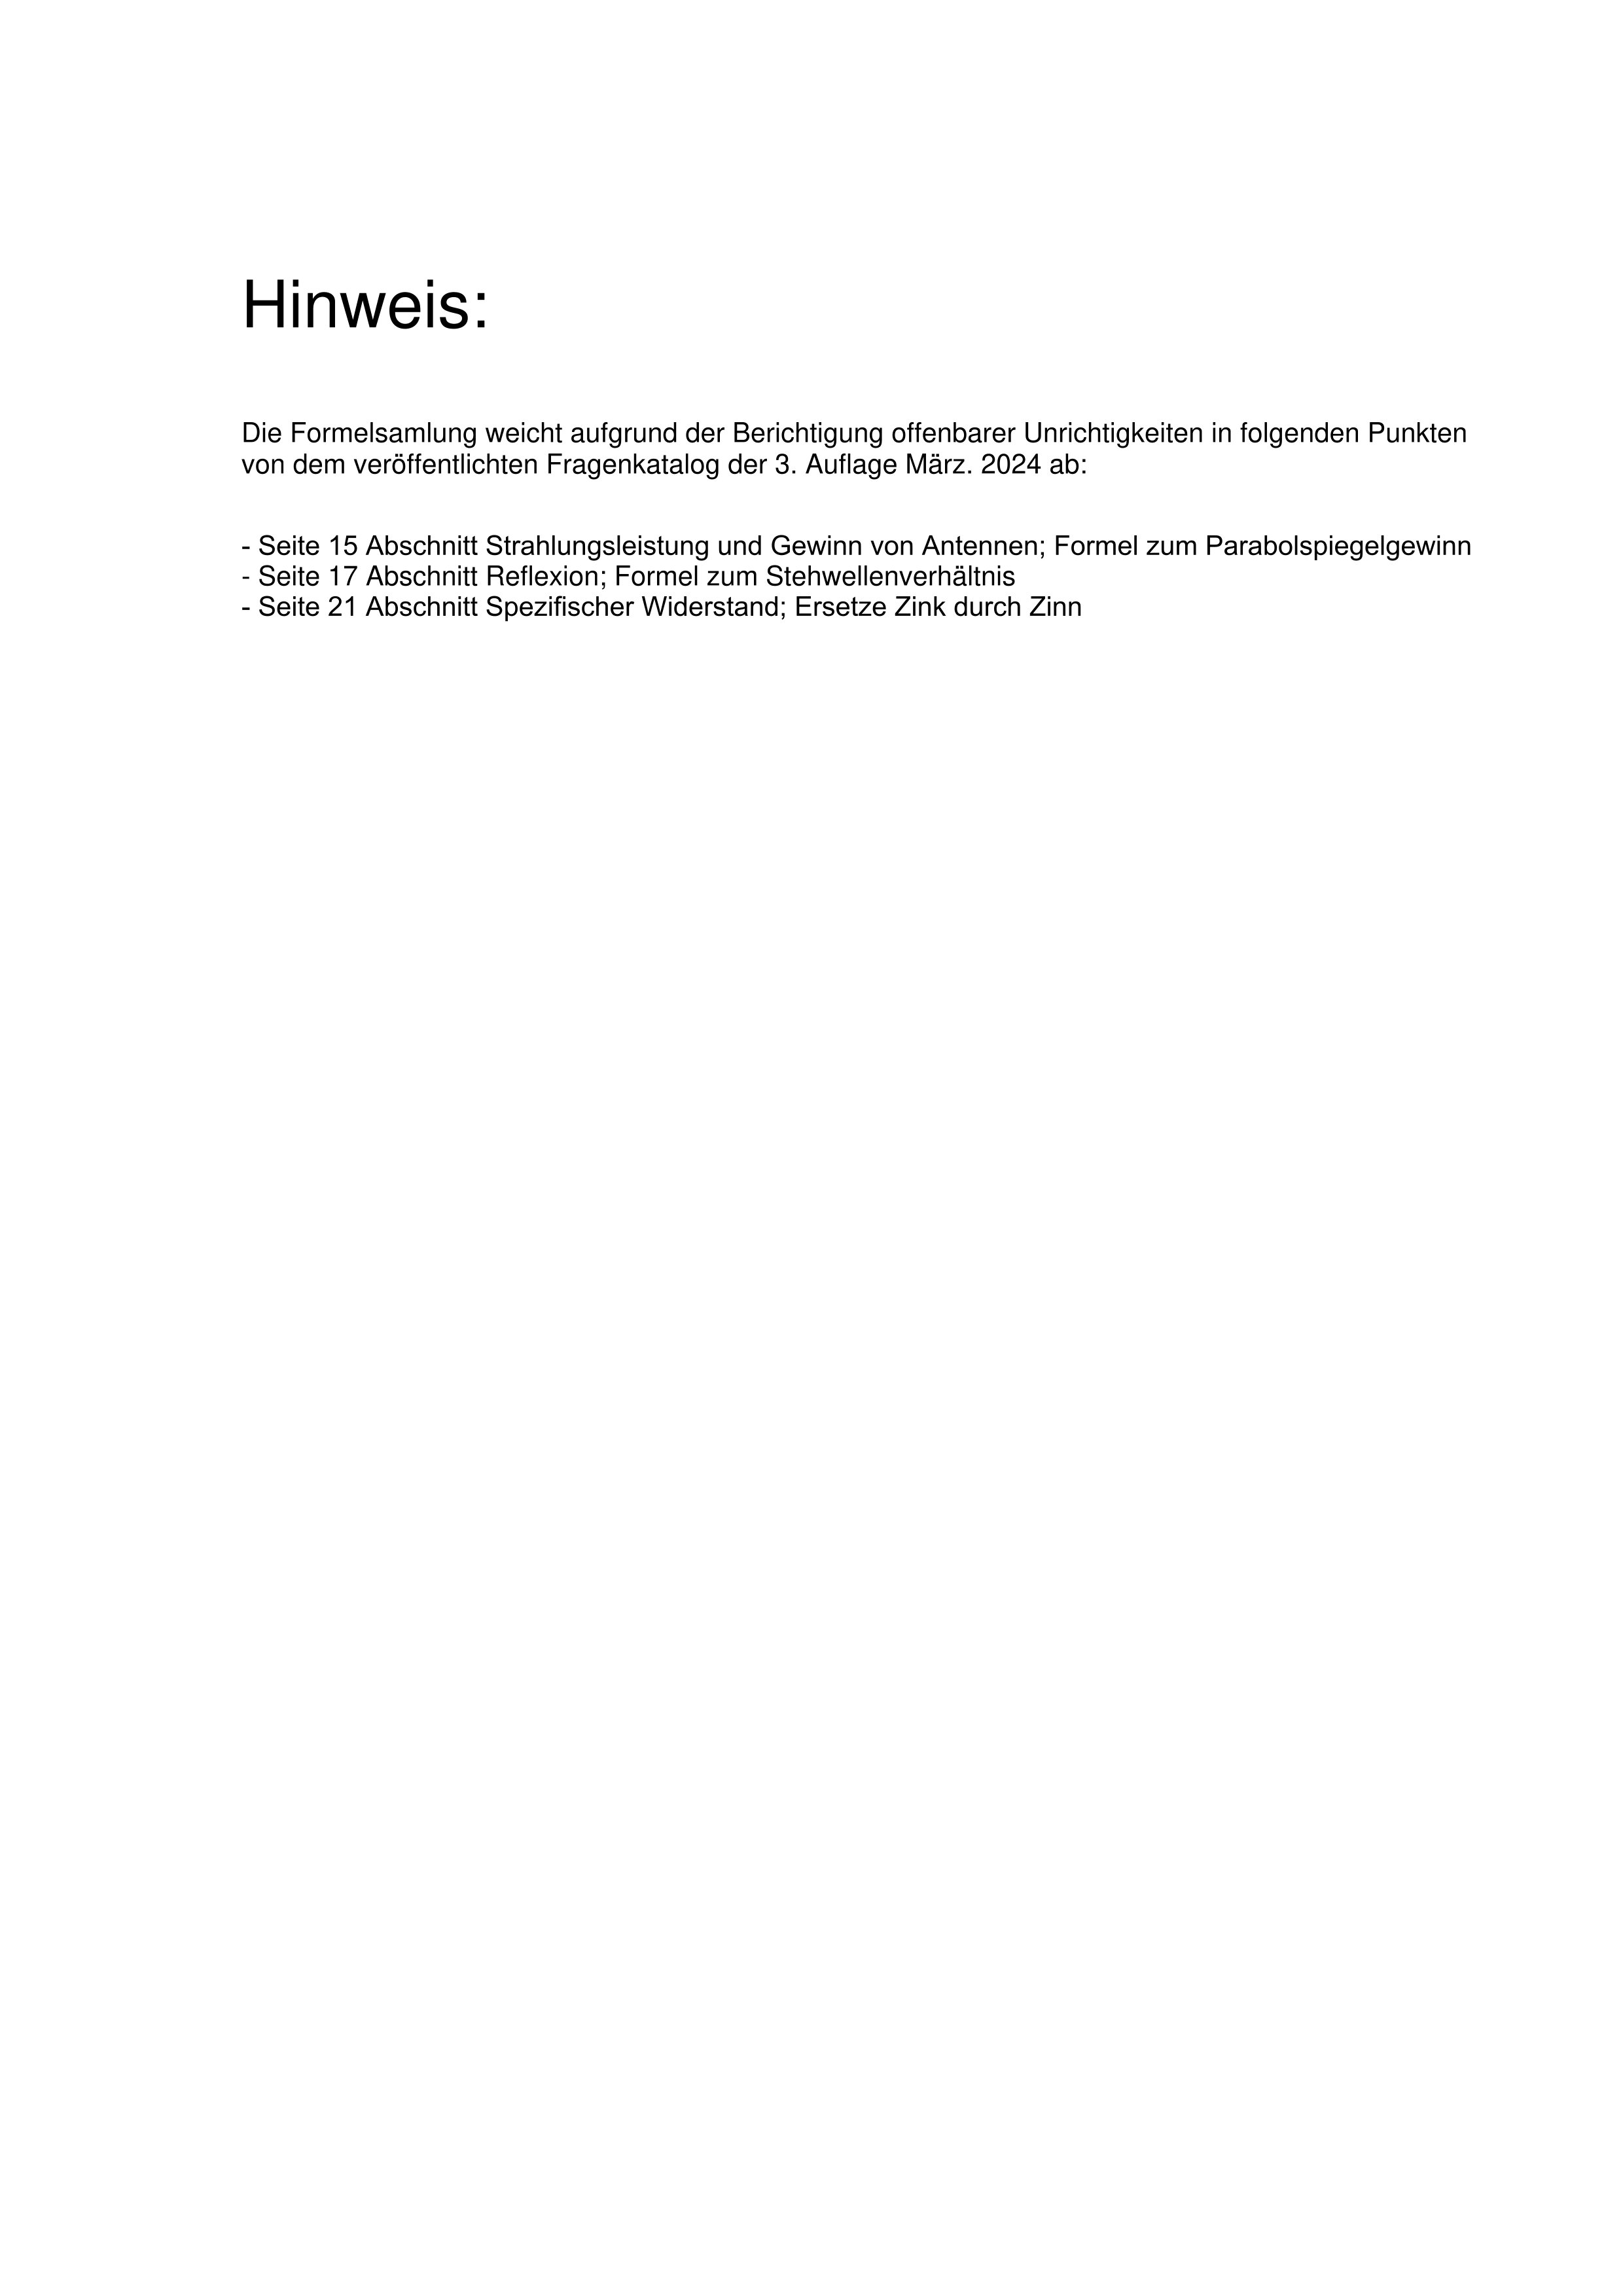 Hinweis:
Die Formelsamlung weicht aufgrund der Berichtigung offenbarer Unrichtigkeiten in folgenden Punkten
von dem veröffentlichten Fragenkatalog der 3. Auflage März. 2024 ab:
- Seite 15 Abschnitt Strahlungsleistung und Gewinn von Antennen; Formel zum Parabolspiegelgewinn
- Seite 17 Abschnitt Reflexion; Formel zum Stehwellenverhältnis
- Seite 21 Abschnitt Spezifischer Widerstand; Ersetze Zink durch Zinn